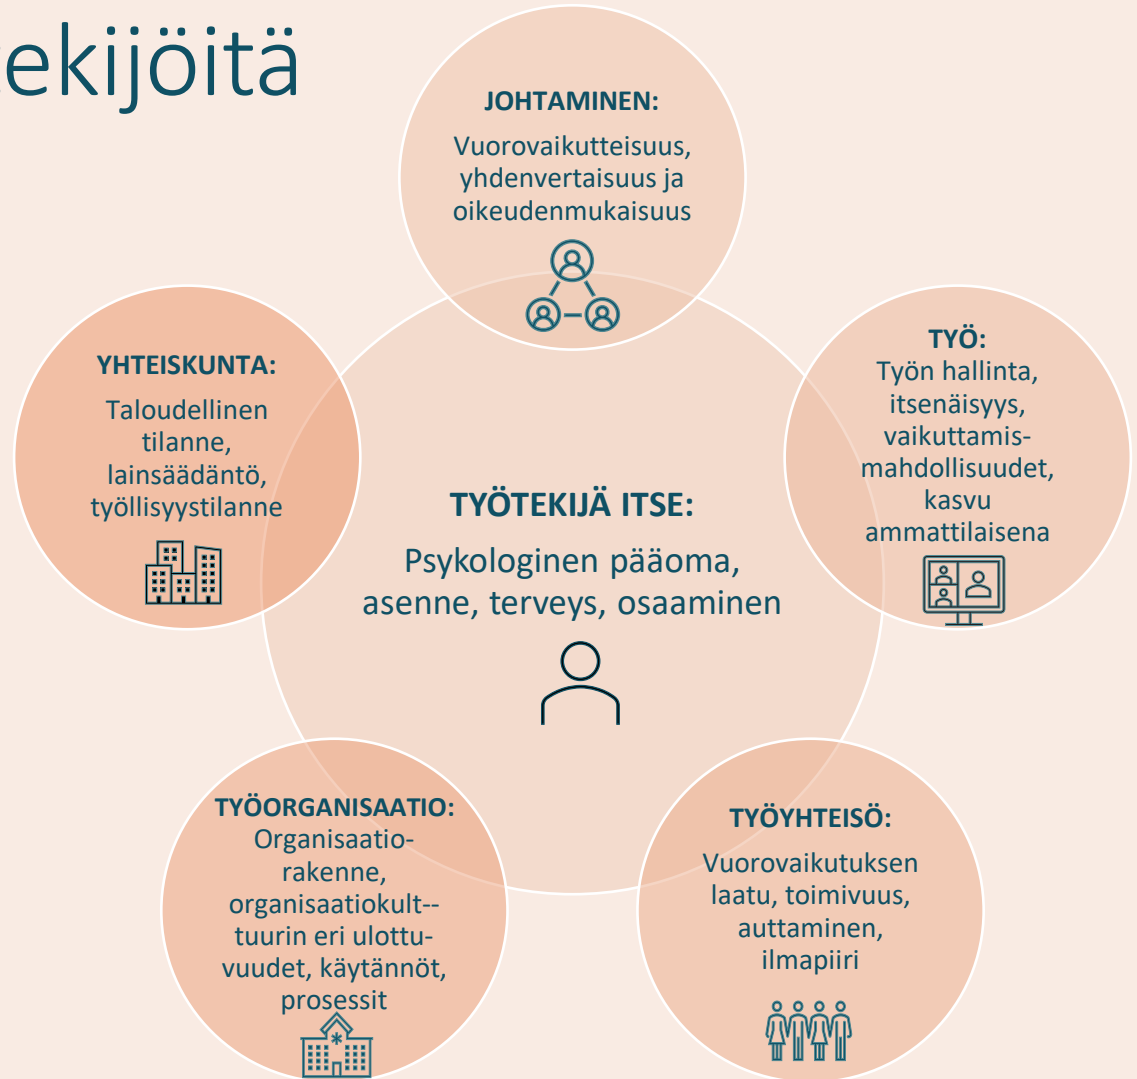 tekijöitä
JOHTAMINEN:
Vuorovaikutteisuus,
yhdenvertaisuus ja
oikeudenmukaisuus
YHTEISKUNTA:
Taloudellinen
tilanne,
lainsäädäntö,
työllisyystilanne
TYÖ:
Työn hallinta,
itsenäisyys,
vaikuttamis-
mahdollisuudet,
kasvu
ammattilaisena
TYÖTEKIJÄ ITSE:
Psykologinen pääoma,
asenne, terveys, osaaminen
TYÖORGANISAATIO:
Organisaatio-
rakenne,
organisaatiokult--
tuurin eri ulottu-
vuudet, käytännöt,
prosessit
TYÖYHTEISÖ:
Vuorovaikutuksen
laatu, toimivuus,
auttaminen,
ilmapiiri